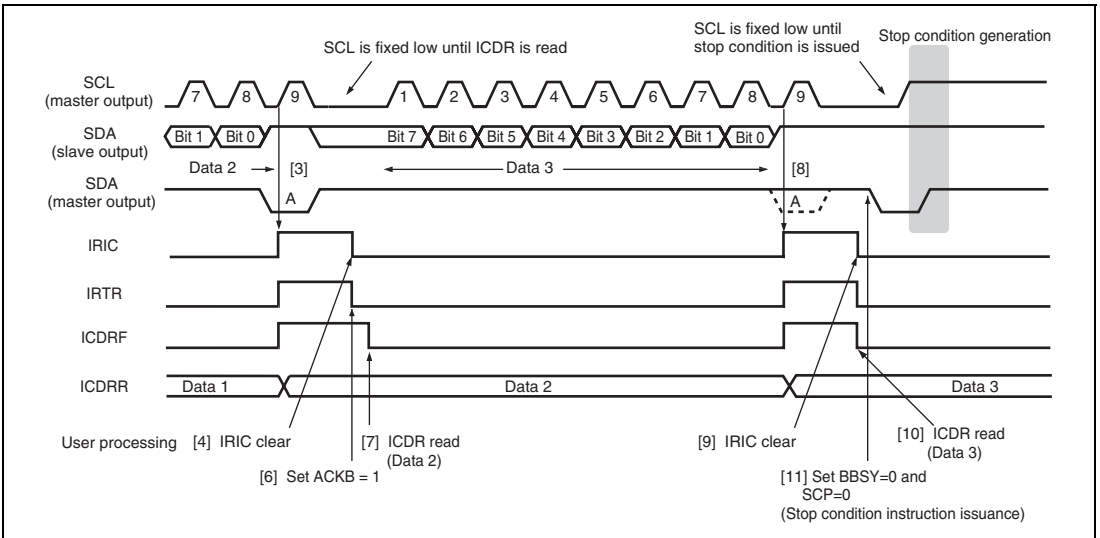 SCL is fixed low until ICDR is read
SCL is fixed low until
stop condition is issued
Stop condition generation
SCL
(master output)
7 8 9 1 2 3 4 5 6 7 8 9
SDA
(slave output)
Bit 1 Bit 0 Bit 7 Bit 6 Bit 5 Bit 4 Bit 3 Bit 2 Bit 1 Bit 0
Data 2 [3] Data 3 [8]
SDA
(master output)
A A
IRIC
IRTR
ICDRF
ICDRR
Data 1 Data 2 Data 3
User processing [4] IRIC clear [7] ICDR read
(Data 2)
[6] Set ACKB = 1
[9] IRIC clear
[10] ICDR read
(Data 3)
[11] Set BBSY=0 and
SCP=0
(Stop condition instruction issuance)